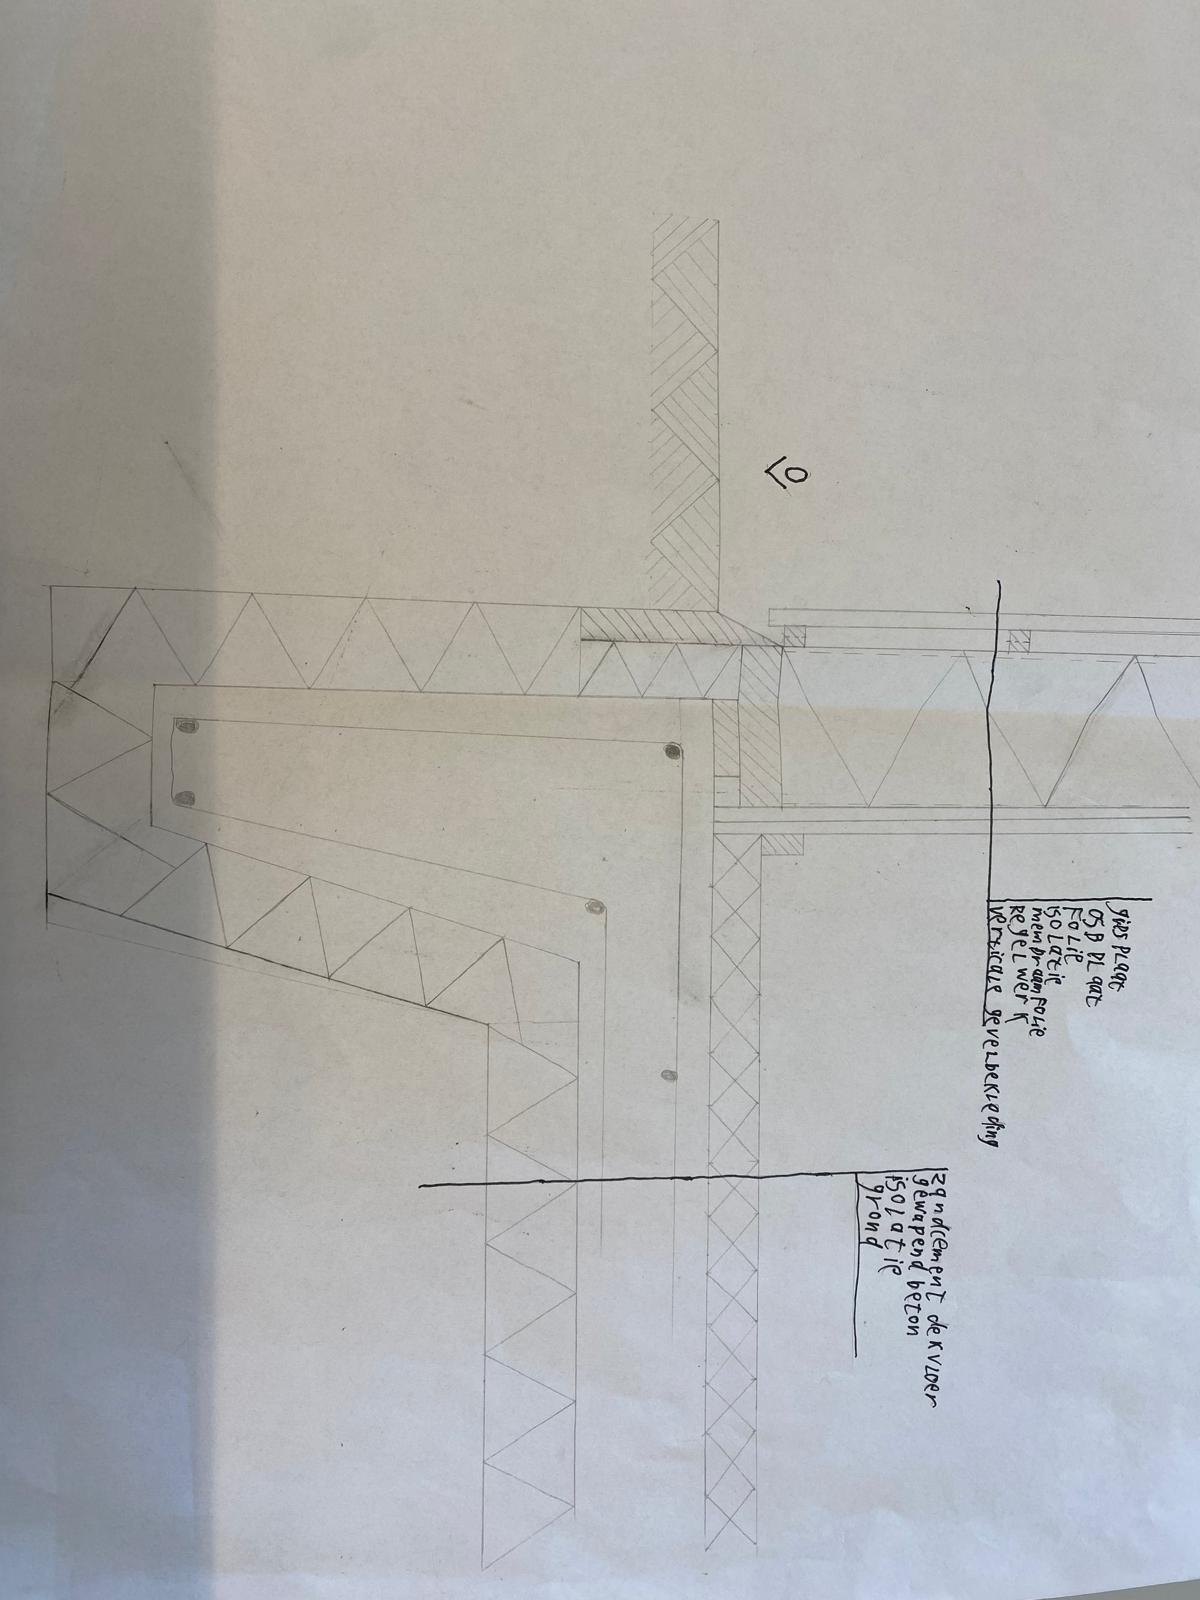 gips plaat
OSB PLaat
FOLie
isolatie
membraamfolie
Regelwerk
verticale gevelbekleding
zandcement dekvloer
gewapend beton
isolatie
grond
0